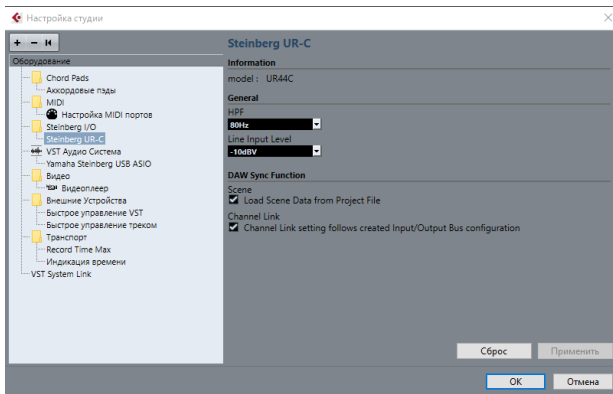 Настройка студии
Оборудование
Chord Pads
Аккордовые пэды
MIDI
Настройка MIDI портов
Steinberg I/O
Steinberg UR-C
VST Аудио Система
Yamaha Steinberg USB ASIO
Видео
Видеоплеер
Внешние Устройства
Быстрое управление VST
Быстрое управление треком
Транспорт
Record Time Max
Индикация времени
VST System Link
Steinberg UR-C
Information
model : UR44C
General
HPF
80Hz
Line Input Level
-10dBV
DAW Sync Function
Scene
Load Scene Data from Project File
Channel Link
Channel Link setting follows created Input/Output Bus configuration
Сброс
Применить
OK
Отмена